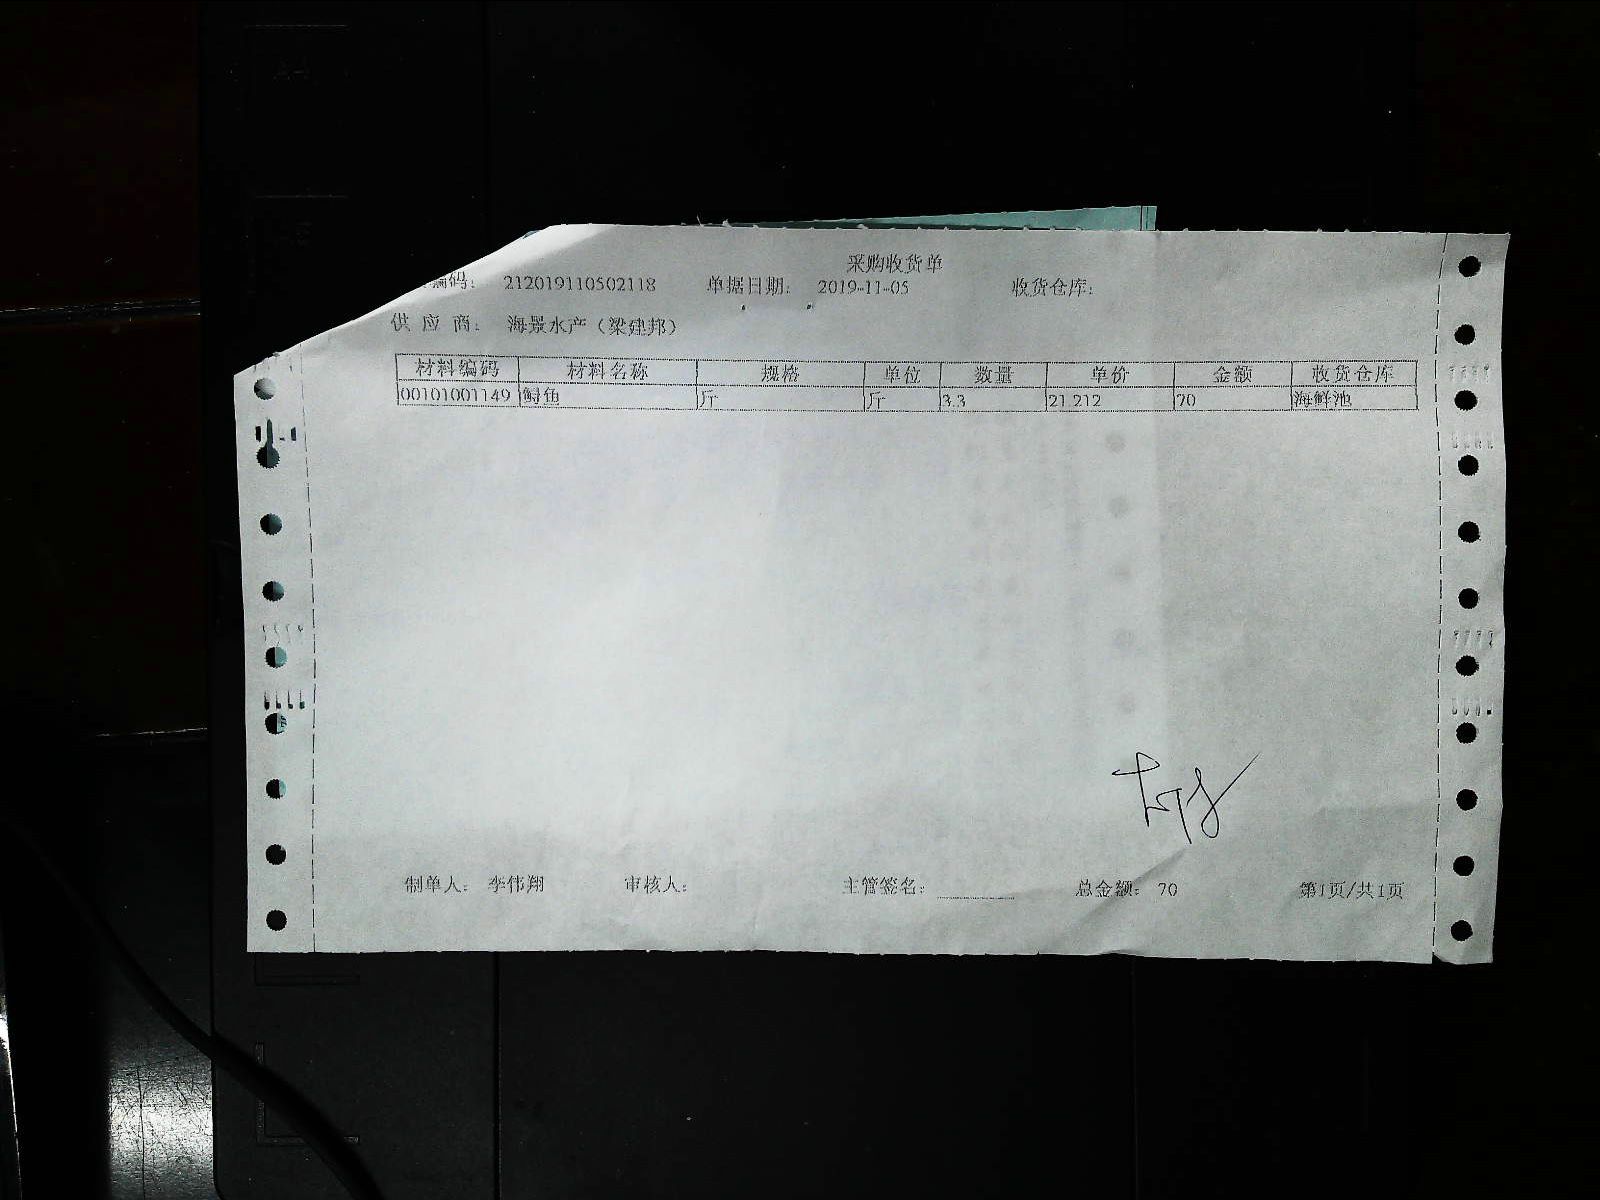 采购收货单
编码: 212019110502118 单据日期: 2019-11-05 收货仓库:
供应商: 海景水产（梁建邦）
材料编码 材料名称 规格 单位 数量 单价 金额 收货仓库
00101001149 鲟鱼 斤 斤 3.3 21.212 70 海鲜池
制单人: 李伟翔 审核人: 主管签名: 总金额: 70 第1页/共1页